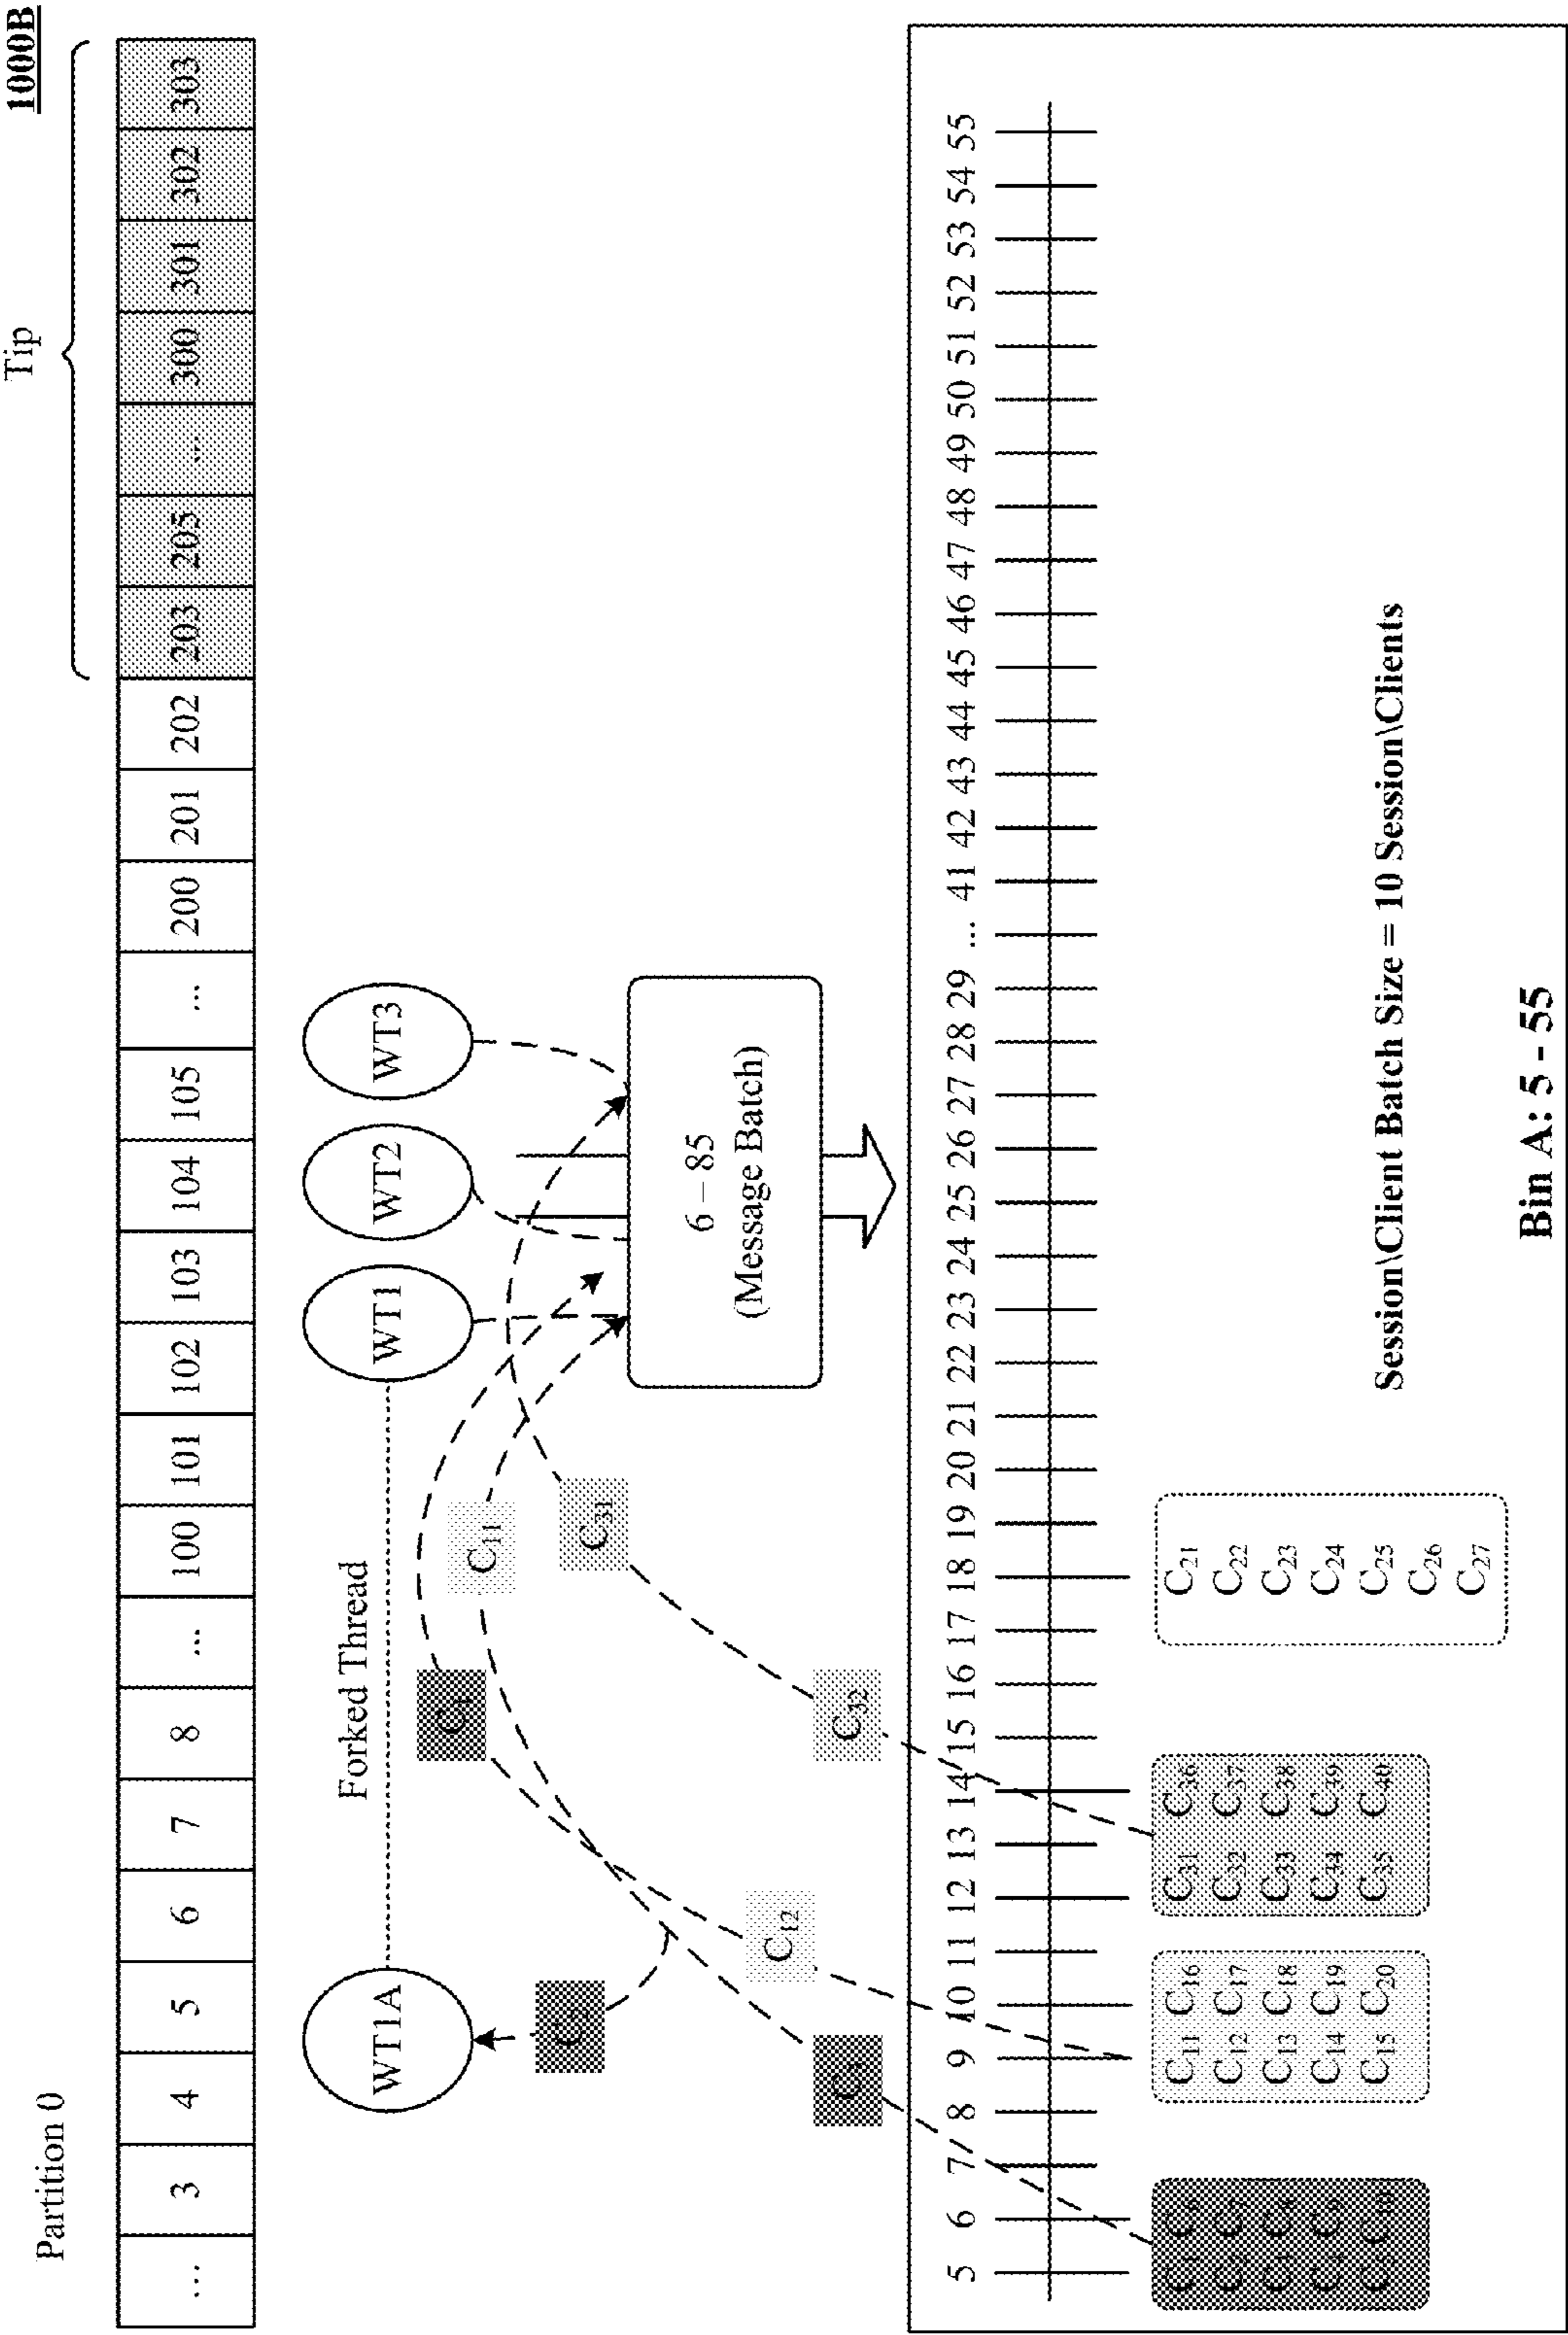 1000B
Partition 0
Tip
... 3 4 5 6 7 8 ... 100 101 102 103 104 105 ... 200 201 202 203 205 ... 300 301 302 303
WT1A
Forked Thread
WT1
WT2
WT3
C11
C31
C12
C32
6 – 85
(Message Batch)
5 6 7 8 9 10 11 12 13 14 15 16 17 18 19 20 21 22 23 24 25 26 27 28 29 ... 41 42 43 44 45 46 47 48 49 50 51 52 53 54 55
C11 C16
C12 C17
C13 C18
C14 C19
C15 C20
C31 C36
C32 C37
C33 C38
C34 C39
C35 C40
C21
C22
C23
C24
C25
C26
C27
Session\Client Batch Size = 10 Session\Clients
Bin A: 5 - 55